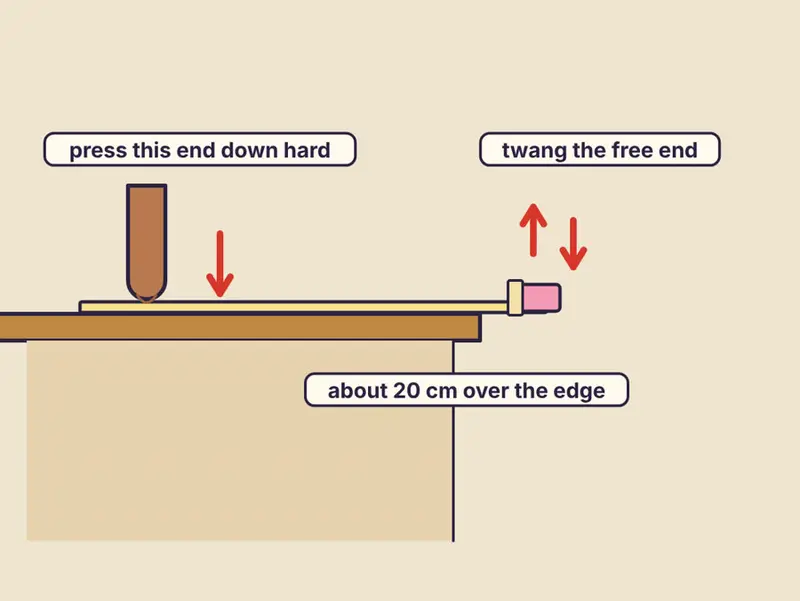 press this end down hard
twang the free end
about 20 cm over the edge